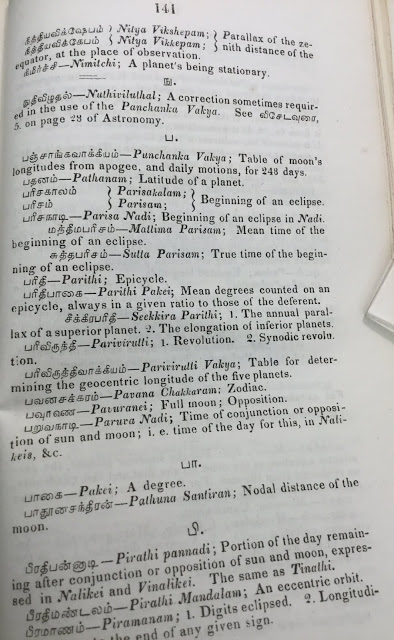 141
நித்தியவிக்ஷேபம் } Nitya Vikshepam; } Parallax of the ze-
நித்தியவிக்கேபம் } Nitya Vikkepam; } nith distance of the
equator, at the place of observation.
நிமிர்ச்சி—Nimitchi; A planet's being stationary.
நு.
நுதிவிழுதல்—Nuthiviluthal; A correction sometimes requir-
ed in the use of the Panchanka Vakya. See விசேடவுரை,
5. on page 28 of Astronomy.
ப.
பஞ்சாங்கவாக்கியம்—Punchanka Vakya; Table of moon's
longitudes from apogee, and daily motions, for 248 days.
பதனம்—Pathanam; Latitude of a planet.
பரிசகாலம் } Parisakalam; }
பரிசம் } Parisam; } Beginning of an eclipse.
பரிசநாடி—Parisa Nadi; Beginning of an eclipse in Nadi.
மத்திமபரிசம்—Mattima Parisam; Mean time of the
beginning of an eclipse.
சுத்தபரிசம்—Sutta Parisam; True time of the begin-
ning of an eclipse.
பரிதி—Parithi; Epicycle.
பரிதிபாகை—Parithi Pakei; Mean degrees counted on an
epicycle, always in a given ratio to those of the deferent.
சிக்கிரபரிதி—Seekkira Parithi; 1. The annual paral-
lax of a superior planet. 2. The elongation of inferior planets.
பரிவிருத்தி—Parivirutti; 1. Revolution. 2. Synodic revolu-
tion.
பரிவிருத்திவாக்கியம்—Parivirutti Vakya; Table for deter-
mining the geocentric longitude of the five planets.
பவனசக்கரம்—Pavana Chakkaram; Zodiac.
பவுரணை—Pavuranei; Full moon; Opposition.
பறுவநாடி—Parura Nadi; Time of conjunction or opposi-
tion of sun and moon; i. e. time of the day for this, in Nali-
keis, &c.
பா.
பாகை—Pakei; A degree.
பாதூனசந்திரன்—Pathuna Santiran; Nodal distance of the
moon.
பி.
பிரதிபன்னாடி—Pirathi pannadi; Portion of the day remain-
ing after conjunction or opposition of sun and moon, expres-
sed in Nalikei and Vinalikei. The same as Tinathi.
பிரதிமண்டலம்—Pirathi Mandalam; An eccentric orbit.
பிரமாணம்—Piramanam; 1. Digits eclipsed. 2. Longitudi-
the end of any given sign.